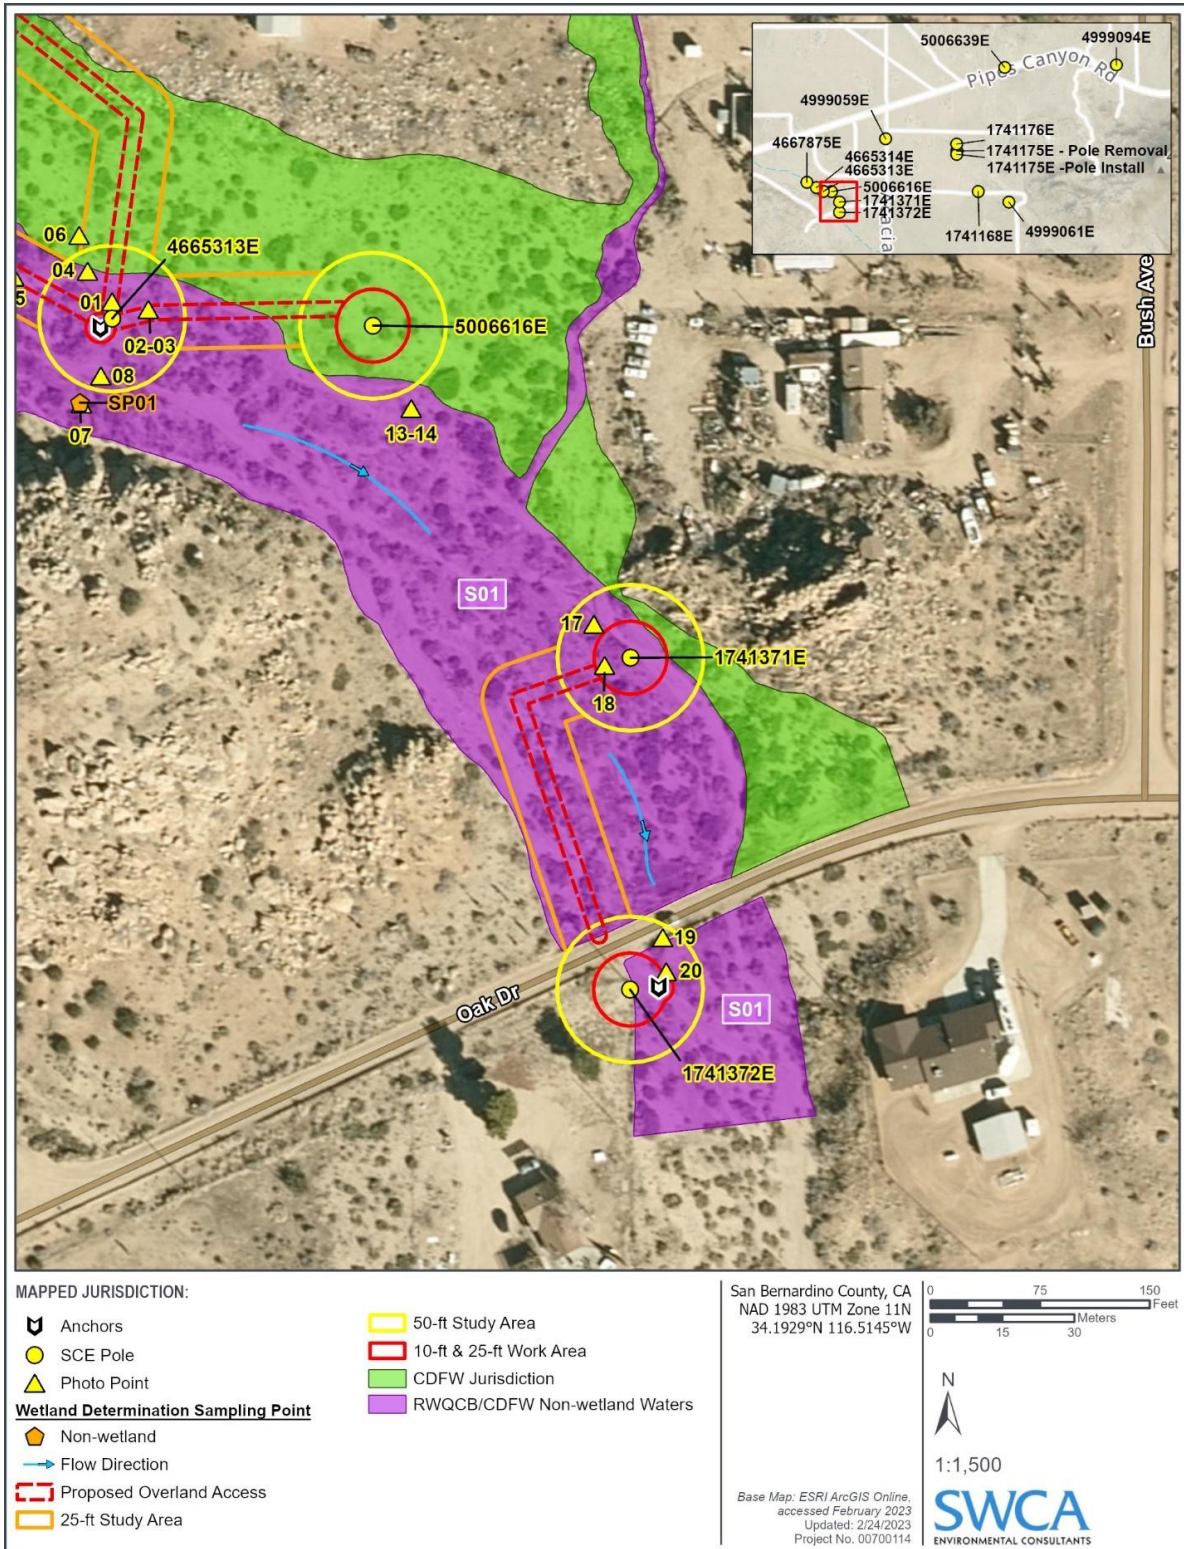 5006639E
4999094E
Pipes Canyon Rd
4999059E
1741176E
4667875E
4665314E
1741175E - Pole Removal
4665313E
1741175E -Pole Install
5006616E
1741371E
1741372E
acia
1741168E
4999061E
06
4665313E
04
5
01
02-03
5006616E
Bush Ave
08
SP01
07
13-14
S01
17
1741371E
18
19
20
Oak Dr
S01
1741372E
MAPPED JURISDICTION:
Anchors
SCE Pole
Photo Point
Wetland Determination Sampling Point
Non-wetland
Flow Direction
Proposed Overland Access
25-ft Study Area
50-ft Study Area
10-ft & 25-ft Work Area
CDFW Jurisdiction
RWQCB/CDFW Non-wetland Waters
San Bernardino County, CA
NAD 1983 UTM Zone 11N
34.1929°N 116.5145°W
Base Map: ESRI ArcGIS Online,
accessed February 2023
Updated: 2/24/2023
Project No. 00700114
0 75 150
Feet
Meters
0 15 30
N
1:1,500
SWCA
ENVIRONMENTAL CONSULTANTS